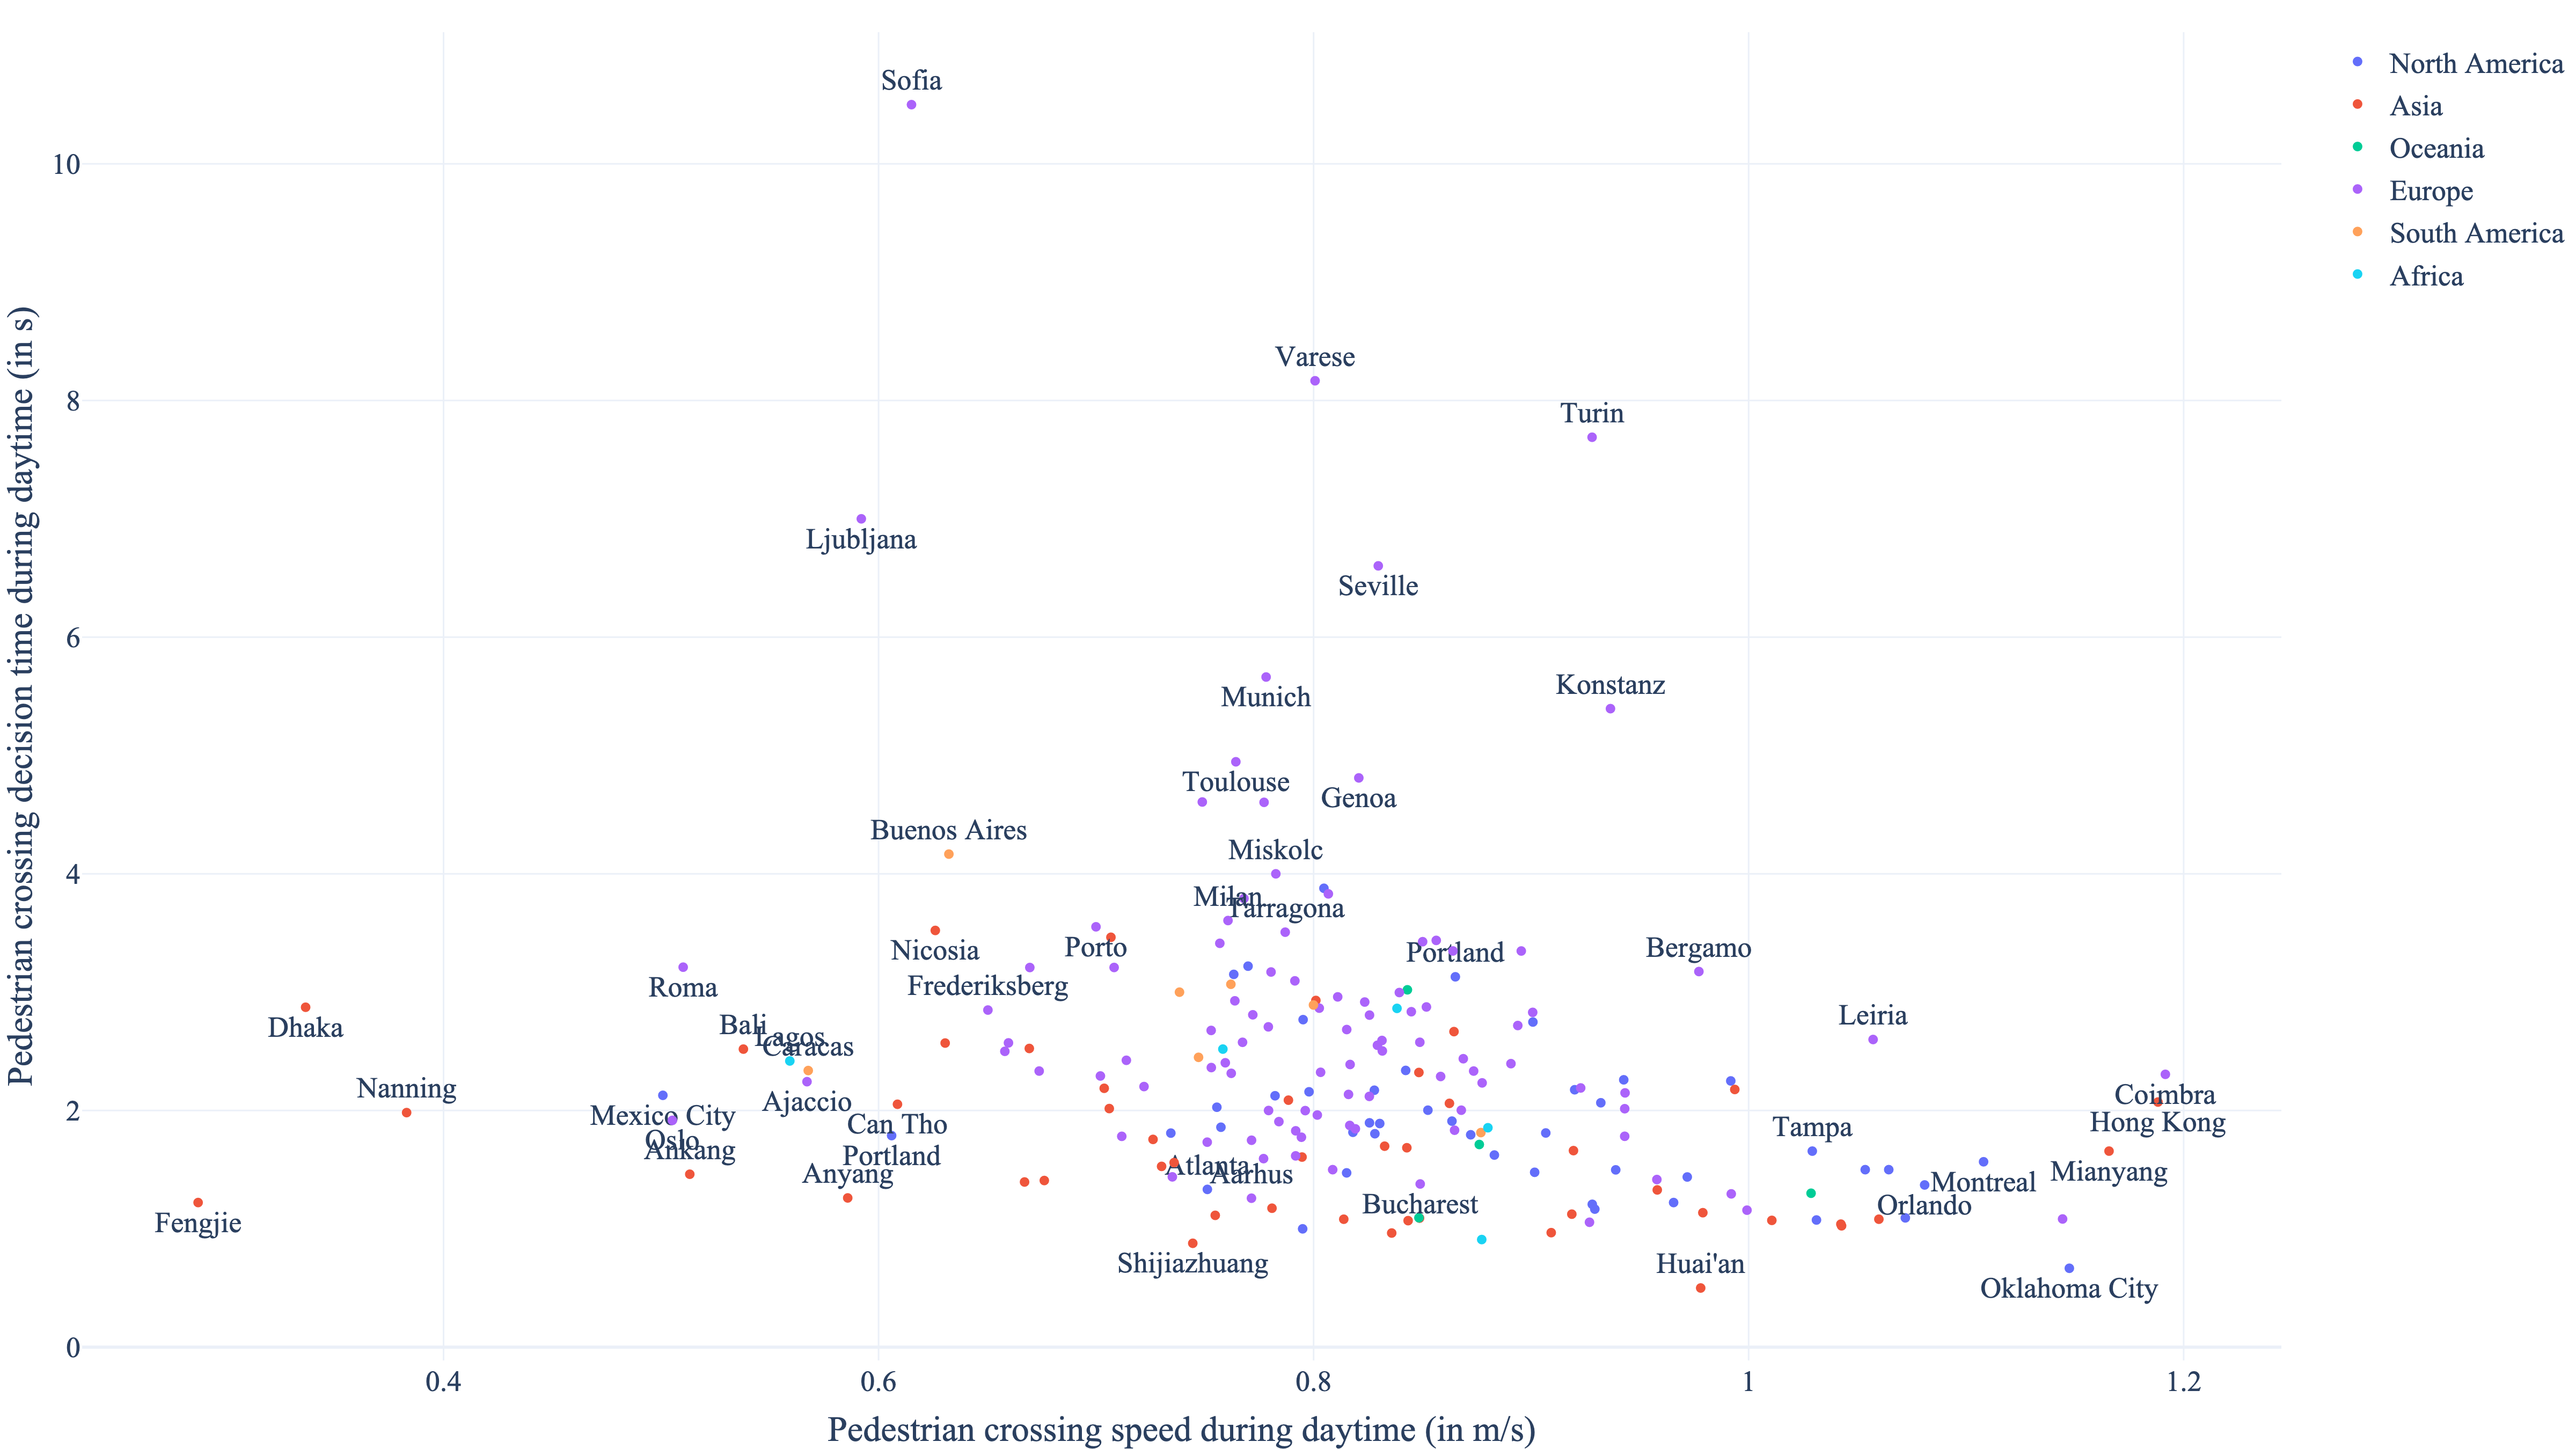 Sofia
Varese
Turin
Ljubljana
Seville
Munich
Konstanz
Toulouse
Genoa
Buenos Aires
Miskolc
Milan
Tarragona
Nicosia
Porto
Portland
Bergamo
Roma
Frederiksberg
Dhaka
Bali
Lagos
Caracas
Leiria
Nanning
Mexico City
Ajaccio
Can Tho
Coimbra
Hong Kong
Tampa
Oslo
Ankang
Portland
Anyang
Atlanta
Aarhus
Mianyang
Montreal
Bucharest
Orlando
Fengjie
Shijiazhuang
Huai'an
Oklahoma City
10
8
6
4
2
0
0.4
0.6
0.8
1
1.2
Pedestrian crossing speed during daytime (in m/s)
Pedestrian crossing decision time during daytime (in s)
North America
Asia
Oceania
Europe
South America
Africa